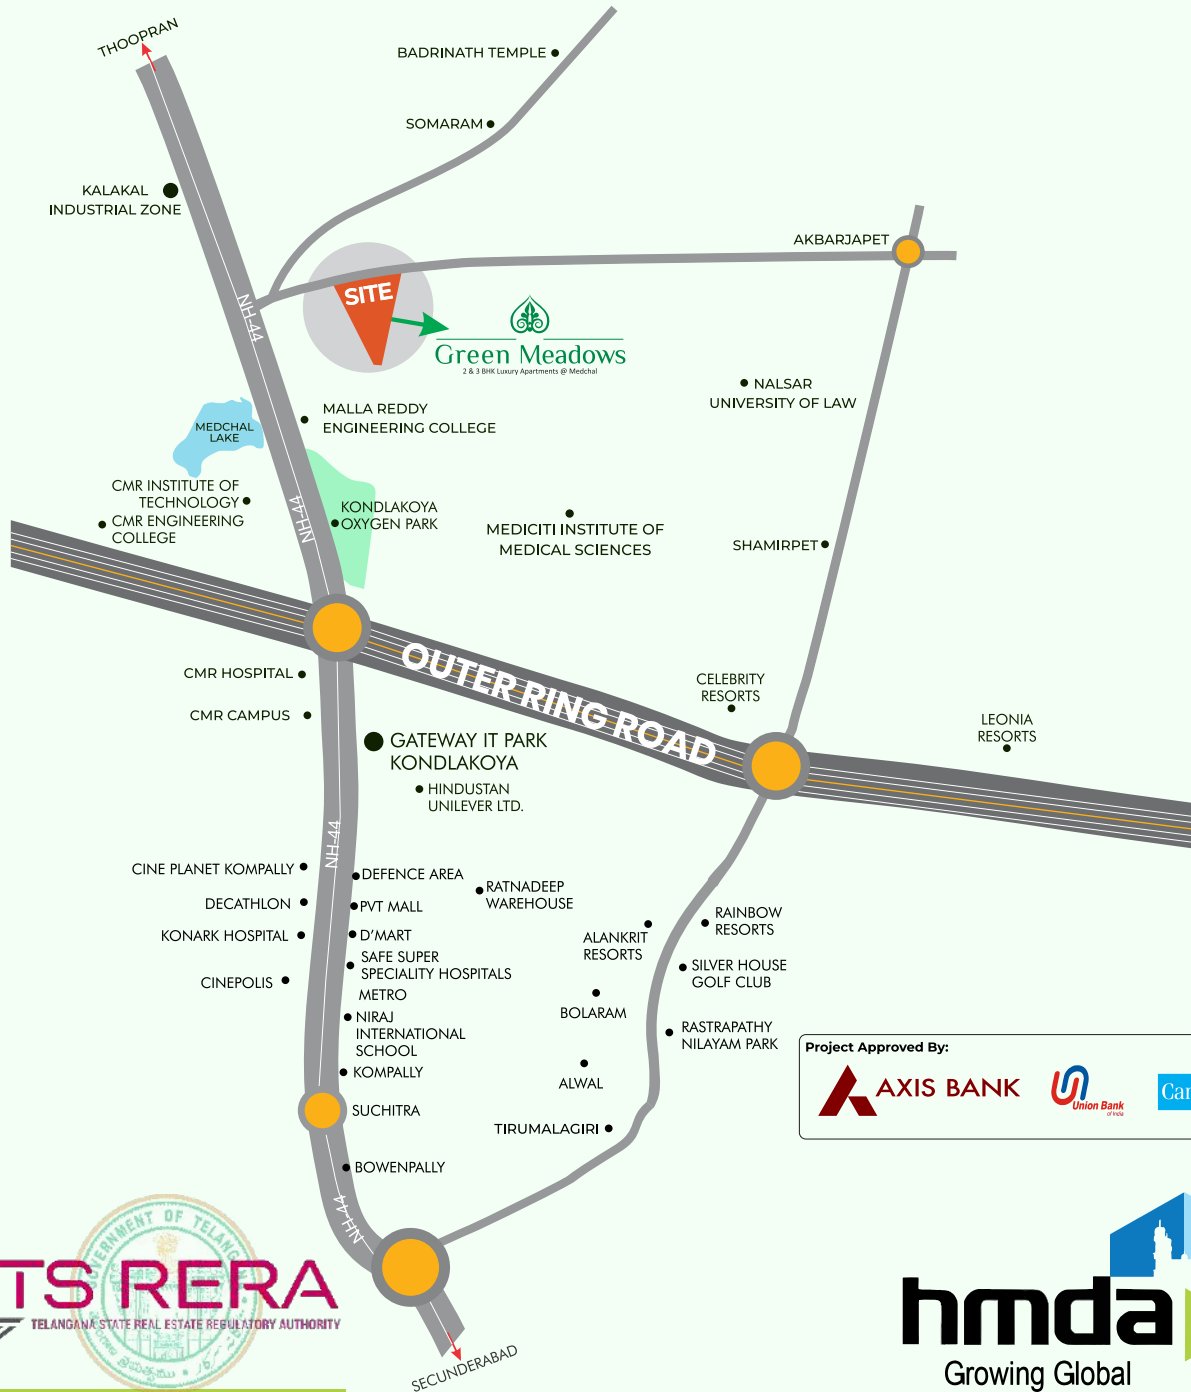 THOOPRAN
BADRINATH TEMPLE
SOMARAM
KALAKAL
INDUSTRIAL ZONE
AKBARJAPET
NH-44
SITE
Green Meadows
2 & 3 BHK Luxury Apartments @ Medchal
NALSAR
UNIVERSITY OF LAW
MALLA REDDY
ENGINEERING COLLEGE
MEDCHAL
LAKE
CMR INSTITUTE OF
TECHNOLOGY
CMR ENGINEERING
COLLEGE
NH-44
KONDLAKOYA
OXYGEN PARK
MEDICITI INSTITUTE OF
MEDICAL SCIENCES
SHAMIRPET
OUTER RING ROAD
CMR HOSPITAL
CMR CAMPUS
CELEBRITY
RESORTS
LEONIA
RESORTS
GATEWAY IT PARK
KONDLAKOYA
HINDUSTAN
UNILEVER LTD.
NH-44
CINE PLANET KOMPALLY
DECATHLON
KONARK HOSPITAL
CINEPOLIS
DEFENCE AREA
PVT MALL
D'MART
SAFE SUPER
SPECIALITY HOSPITALS
METRO
NIRAJ
INTERNATIONAL
SCHOOL
KOMPALLY
SUCHITRA
BOWENPALLY
RATNADEEP
WAREHOUSE
ALANKRIT
RESORTS
RAINBOW
RESORTS
SILVER HOUSE
GOLF CLUB
BOLARAM
RASTRAPATHY
NILAYAM PARK
ALWAL
TIRUMALAGIRI
Project Approved By:
AXIS BANK
Union Bank
of India
Can
NH-44
SECUNDERABAD
GOVERNMENT OF TELANG
TS RERA
TELANGANA STATE REAL ESTATE REGULATORY AUTHORITY
hmda
Growing Global